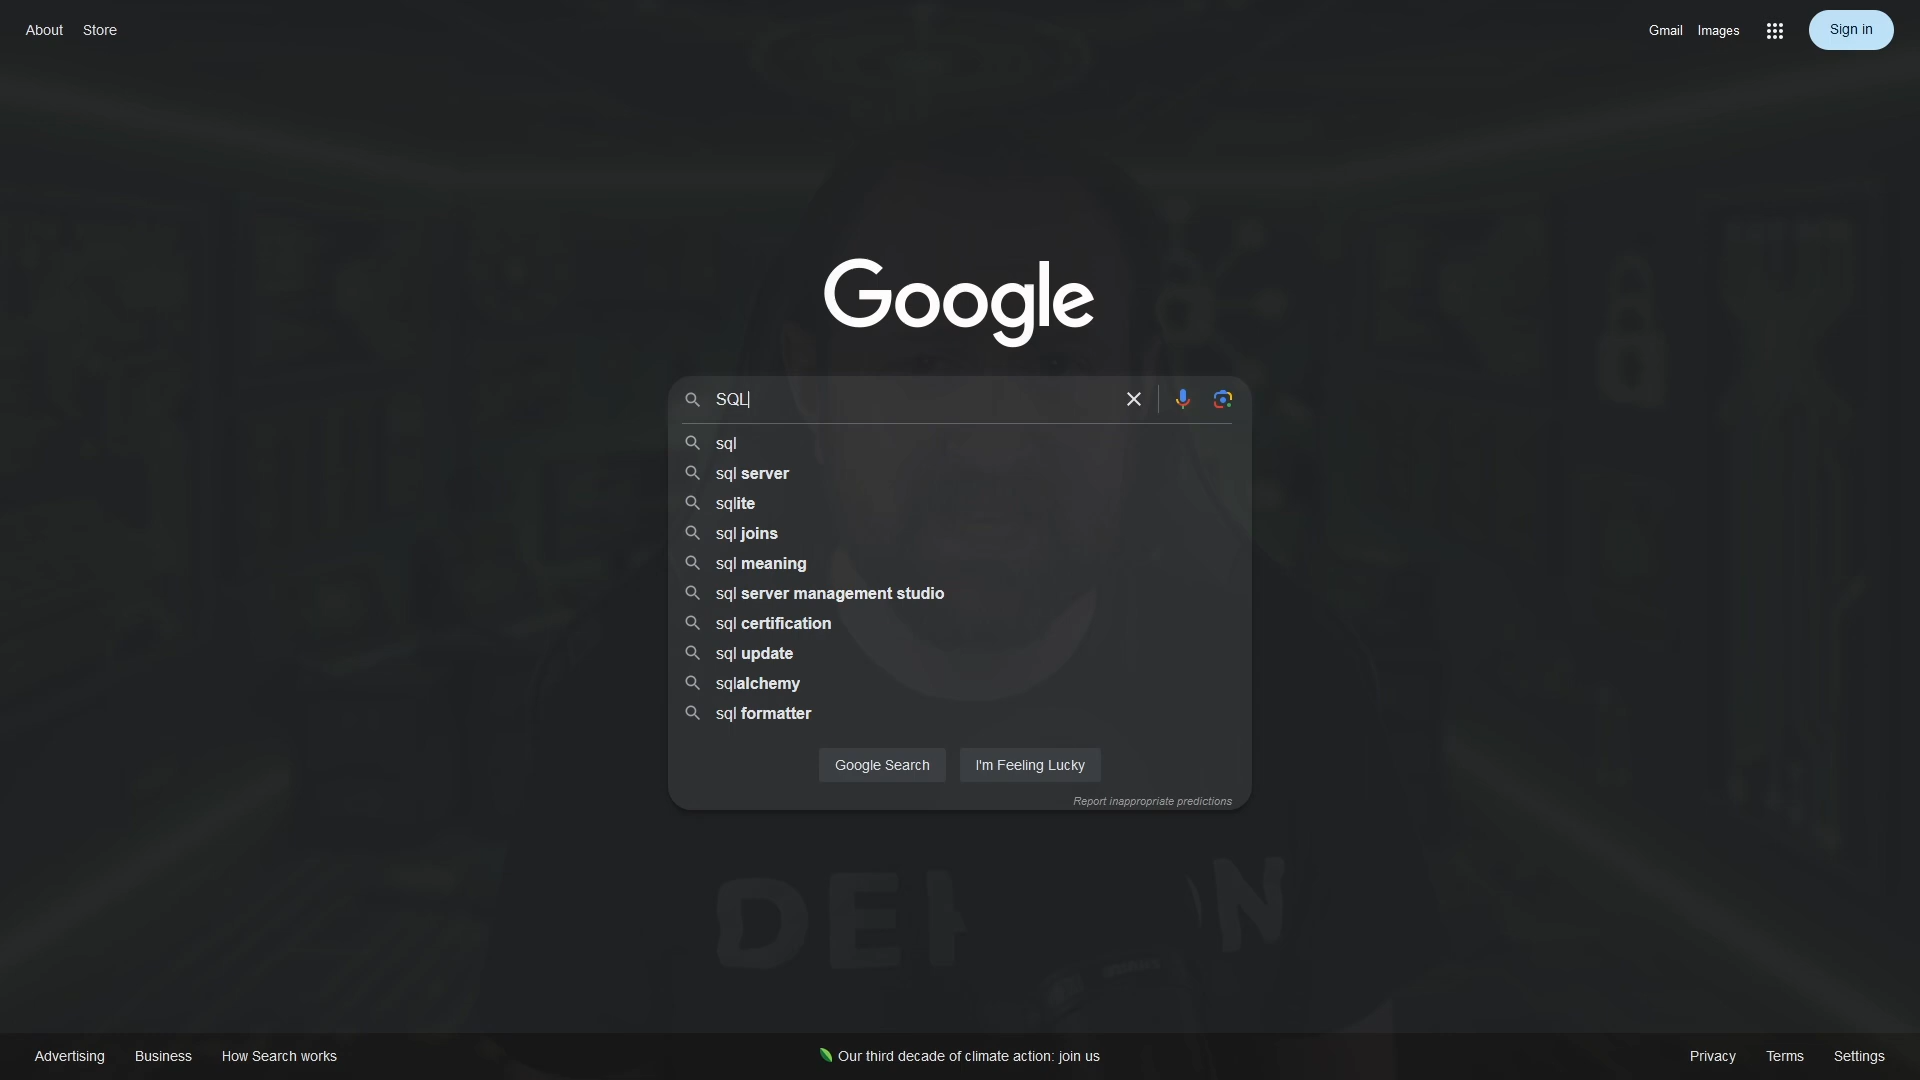 About Store
Gmail Images Sign in
Google
SQL
sql
sql server
sqlite
sql joins
sql meaning
sql server management studio
sql certification
sql update
sqlalchemy
sql formatter
Google Search I'm Feeling Lucky
Report inappropriate predictions
Advertising Business How Search works Our third decade of climate action: join us Privacy Terms Settings